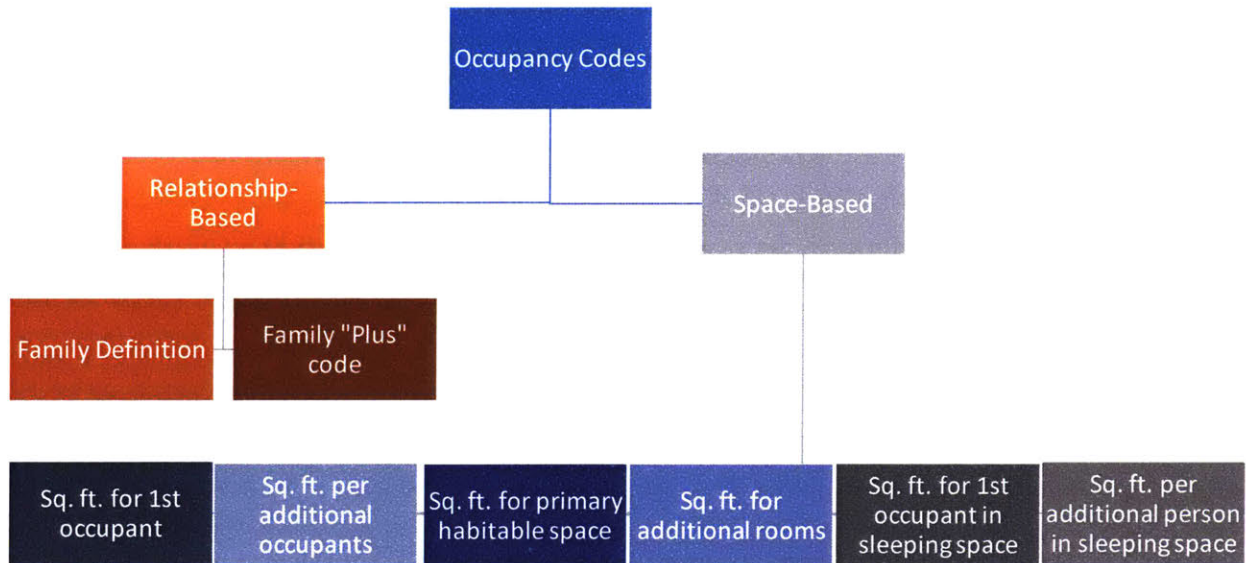 Occupancy Codes
Relationship-
Based
Space-Based
Family Definition
Family "Plus"
code
Sq. ft. for 1st
occupant
Sq. ft. per
additional
occupants
Sq. ft. for primary
habitable space
Sq. ft. for
additional rooms
Sq. ft. for 1st
occupant in
sleeping space
Sq. ft. per
additional person
in sleeping space